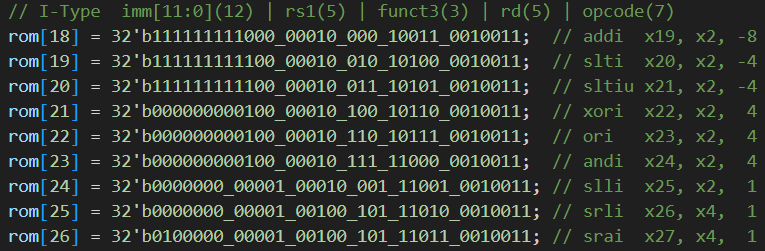 // I-Type  imm[11:0](12) | rs1(5) | funct3(3) | rd(5) | opcode(7)
rom[18] = 32'b111111111000_00010_000_10011_0010011;  // addi  x19, x2, -8
rom[19] = 32'b111111111100_00010_010_10100_0010011;  // slti  x20, x2, -4
rom[20] = 32'b111111111100_00010_011_10101_0010011;  // sltiu x21, x2, -4
rom[21] = 32'b000000000100_00010_100_10110_0010011;  // xori  x22, x2,  4
rom[22] = 32'b000000000100_00010_110_10111_0010011;  // ori   x23, x2,  4
rom[23] = 32'b000000000100_00010_111_11000_0010011;  // andi  x24, x2,  4
rom[24] = 32'b0000000_00001_00010_001_11001_0010011; // slli  x25, x2,  1
rom[25] = 32'b0000000_00001_00100_101_11010_0010011; // srli  x26, x4,  1
rom[26] = 32'b0100000_00001_00100_101_11011_0010011; // srai  x27, x4,  1